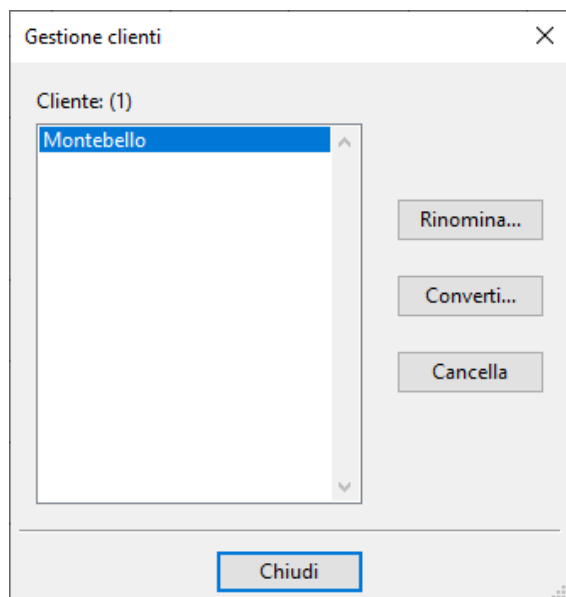 Gestione clienti
Cliente: (1)
Montebello
Rinomina...
Converti...
Cancella
Chiudi